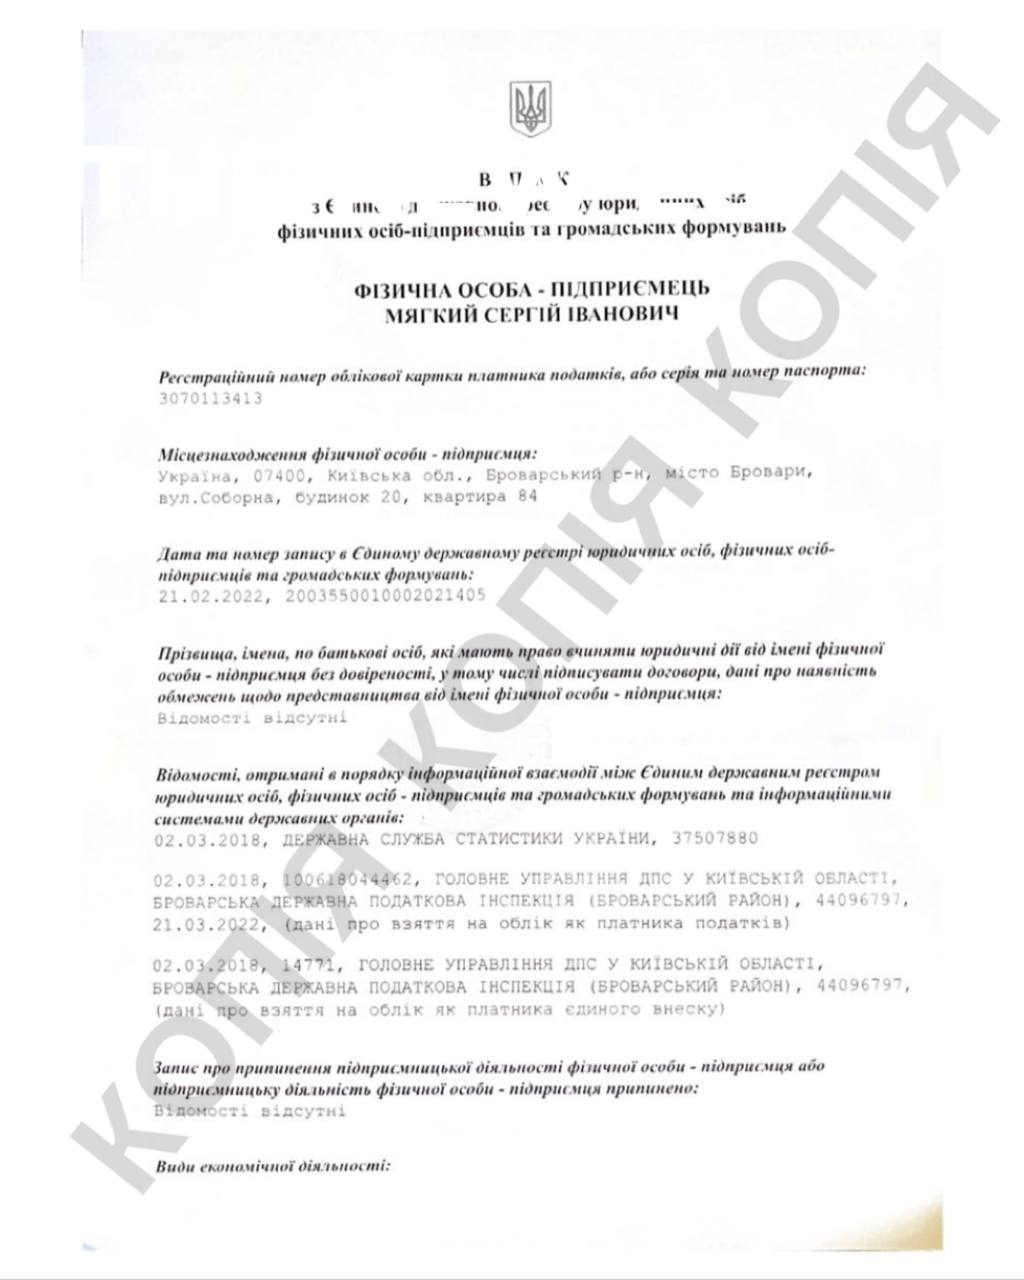 фізичних осіб-підприємців та громадських формувань
ФІЗИЧНА ОСОБА - ПІДПРИЄМЕЦЬ
МЯГКИЙ СЕРГІЙ ІВАНОВИЧ
Реєстраційний номер облікової картки платника податків, або серія та номер паспорта:
3070113413
Місцезнаходження фізичної особи - підприємця:
Україна, 07400, Київська обл., Броварський р-н, місто Бровари,
вул.Соборна, будинок 20, квартира 84
Дата та номер запису в Єдиному державному реєстрі юридичних осіб, фізичних осіб-
підприємців та громадських формувань:
21.02.2022, 2003550010002021405
Прізвища, імена, по батькові осіб, які мають право вчиняти юридичні дії від імені фізичної
особи - підприємця без довіреності, у тому числі підписувати договори, дані про наявність
обмежень щодо представництва від імені фізичної особи - підприємця:
Відомості відсутні
Відомості, отримані в порядку інформаційної взаємодії між Єдиним державним реєстром
юридичних осіб, фізичних осіб - підприємців та громадських формувань та інформаційними
системами державних органів:
02.03.2018, ДЕРЖАВНА СЛУЖБА СТАТИСТИКИ УКРАЇНИ, 37507880
02.03.2018, 100618044462, ГОЛОВНЕ УПРАВЛІННЯ ДПС У КИЇВСЬКІЙ ОБЛАСТІ,
БРОВАРСЬКА ДЕРЖАВНА ПОДАТКОВА ІНСПЕКЦІЯ (БРОВАРСЬКИЙ РАЙОН), 44096797,
21.03.2022, (дані про взяття на облік як платника податків)
02.03.2018, 14771, ГОЛОВНЕ УПРАВЛІННЯ ДПС У КИЇВСЬКІЙ ОБЛАСТІ,
БРОВАРСЬКА ДЕРЖАВНА ПОДАТКОВА ІНСПЕКЦІЯ (БРОВАРСЬКИЙ РАЙОН), 44096797,
(дані про взяття на облік як платника єдиного внеску)
Запис про припинення підприємницької діяльності фізичної особи - підприємця або
підприємницьку діяльність фізичної особи - підприємця припинено:
Відомості відсутні
Види економічної діяльності:
КОПІЯ КОПІЯ КОПІЯ